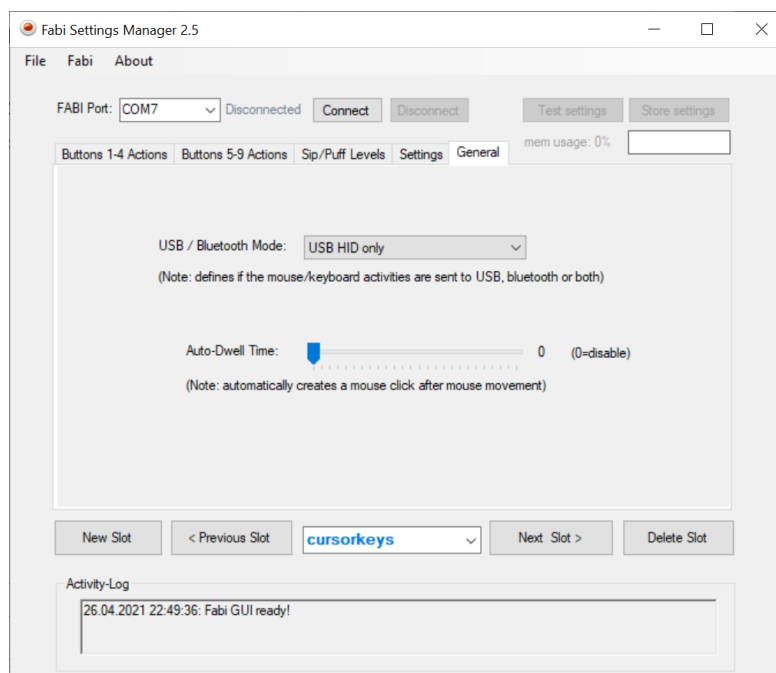 Fabi Settings Manager 2.5
File Fabi About
FABI Port: COM7 Disconnected Connect Disconnect Test settings Store settings
mem usage: 0%
Buttons 1-4 Actions Buttons 5-9 Actions Sip/Puff Levels Settings General
USB / Bluetooth Mode: USB HID only
(Note: defines if the mouse/keyboard activities are sent to USB, bluetooth or both)
Auto-Dwell Time: 0 (0=disable)
(Note: automatically creates a mouse click after mouse movement)
New Slot < Previous Slot cursorkeys Next Slot > Delete Slot
Activity-Log
26.04.2021 22:49:36: Fabi GUI ready!